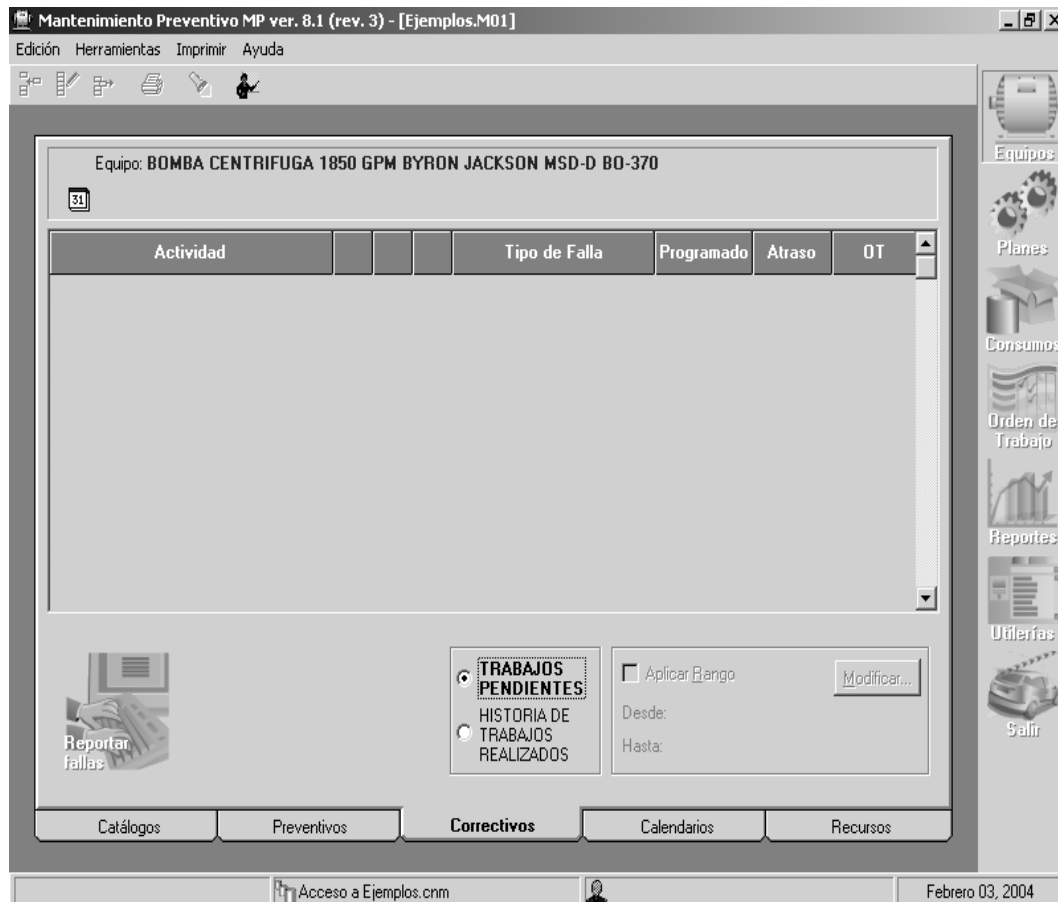 Mantenimiento Preventivo MP ver. 8.1 (rev. 3) - [Ejemplos.M01]
Edición Herramientas Imprimir Ayuda
Equipo: BOMBA CENTRIFUGA 1850 GPM BYRON JACKSON MSD-D BO-370
31
Actividad Tipo de Falla Programado Atraso OT
Reportar
fallas
TRABAJOS
PENDIENTES
HISTORIA DE
TRABAJOS
REALIZADOS
Aplicar Rango
Modificar...
Desde:
Hasta:
Catálogos Preventivos Correctivos Calendarios Recursos
Equipos
Planes
Consumos
Orden de
Trabajo
Reportes
Utilerías
Salir
Acceso a Ejemplos.cnm
Febrero 03, 2004